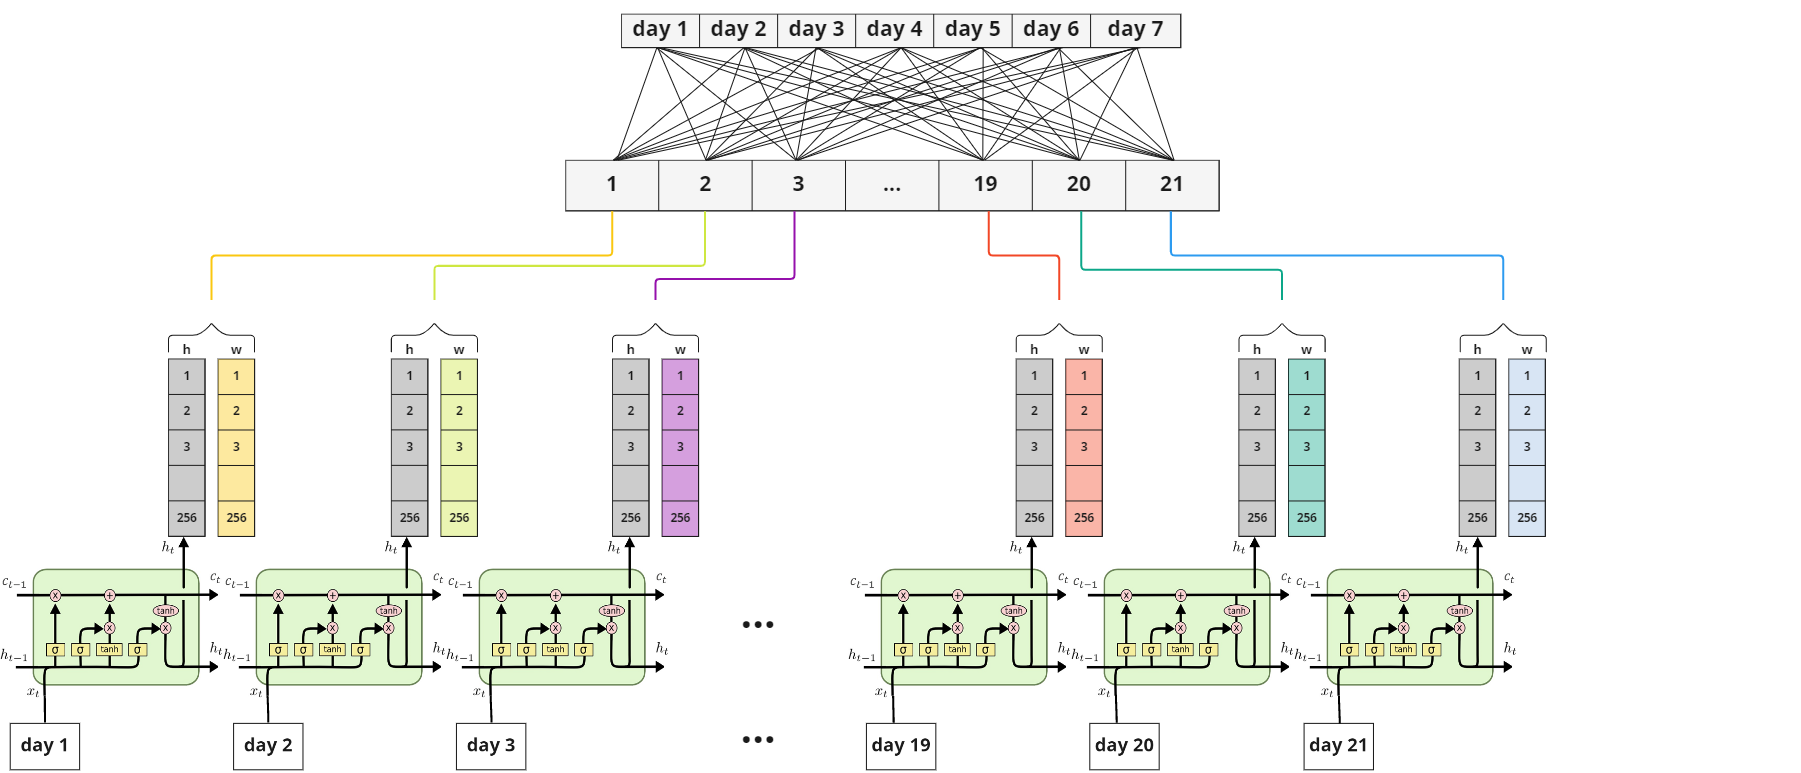 day 1 day 2 day 3 day 4 day 5 day 6 day 7
1 2 3 ... 19 20 21
h w h w h w h w h w h w
1 1 1 1 1 1 1 1 1 1 1 1
2 2 2 2 2 2 2 2 2 2 2 2
3 3 3 3 3 3 3 3 3 3 3 3
256 256 256 256 256 256 256 256 256 256 256 256
h_t h_t h_t h_t h_t h_t
c_{t-1} c_t c_{t-1} c_t c_{t-1} c_t c_{t-1} c_t c_{t-1} c_t c_{t-1} c_t
x + x + x + x + x + x +
tanh tanh tanh tanh tanh tanh
x x x x x x x x x x x x
σ σ tanh σ σ σ tanh σ σ σ tanh σ ... σ σ tanh σ σ σ tanh σ σ σ tanh σ
h_{t-1} h_t h_{t-1} h_t h_{t-1} h_t h_{t-1} h_t h_{t-1} h_t h_{t-1} h_t
x_t x_t x_t x_t x_t x_t
day 1 day 2 day 3 ... day 19 day 20 day 21